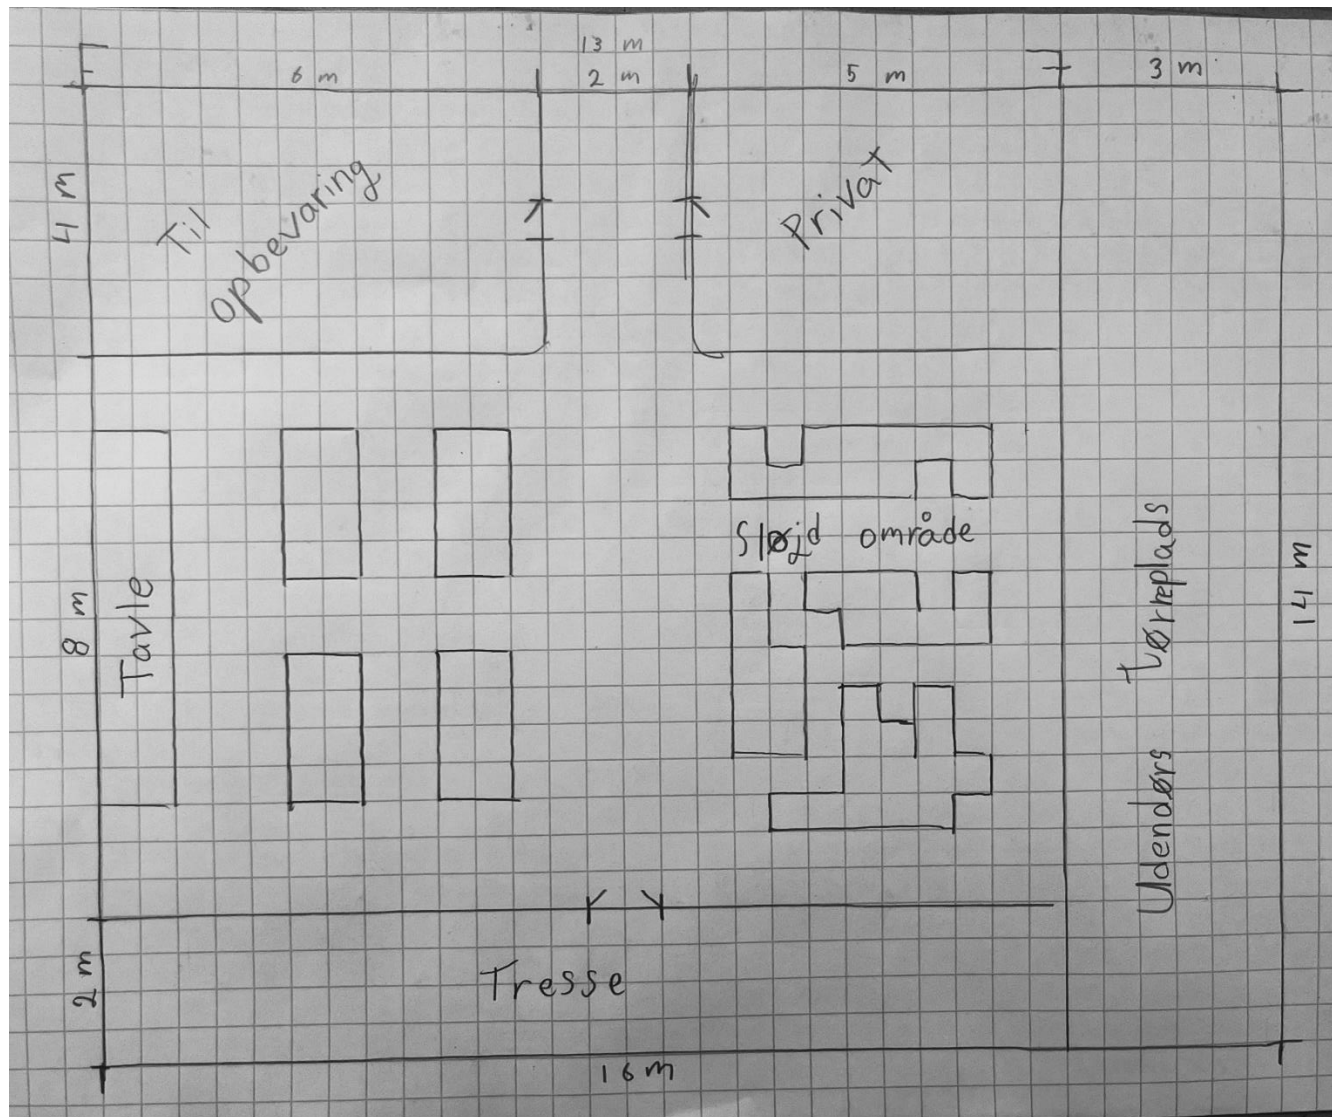 13 m
6 m
2 m
5 m
3 m
4 m
Til
Opbevaring
Privat
8 m
Tavle
Sløjd område
Udendørs tørreplads
14 m
2 m
Tresse
16 m